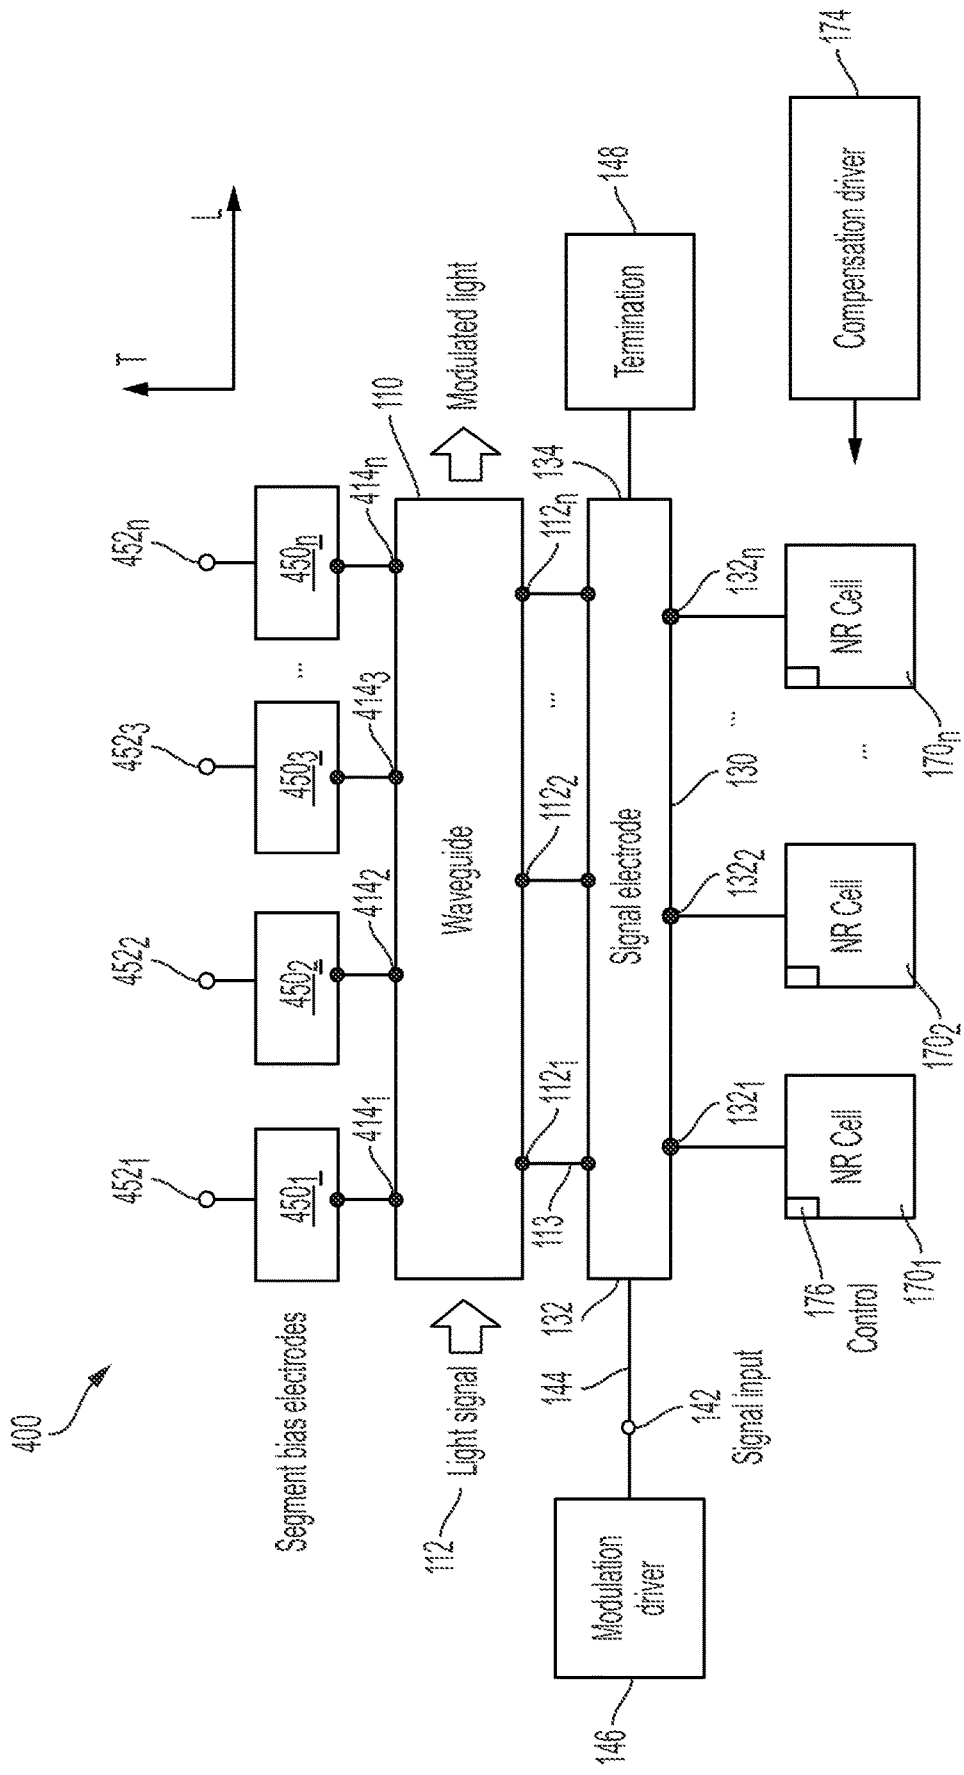 400
T
L
452₁
452₂
452₃
452ₙ
Segment bias electrodes
450₁
450₂
450₃
...
450ₙ
414₁
414₂
414₃
414ₙ
110
112
Light signal
Waveguide
Modulated light
113
112₁
112₂
...
112ₙ
146
Modulation
driver
144
142
Signal input
132
Signal electrode
134
Termination
148
132₁
132₂
130
...
132ₙ
176
Control
NR Cell
NR Cell
NR Cell
170₁
170₂
...
170ₙ
Compensation driver
174